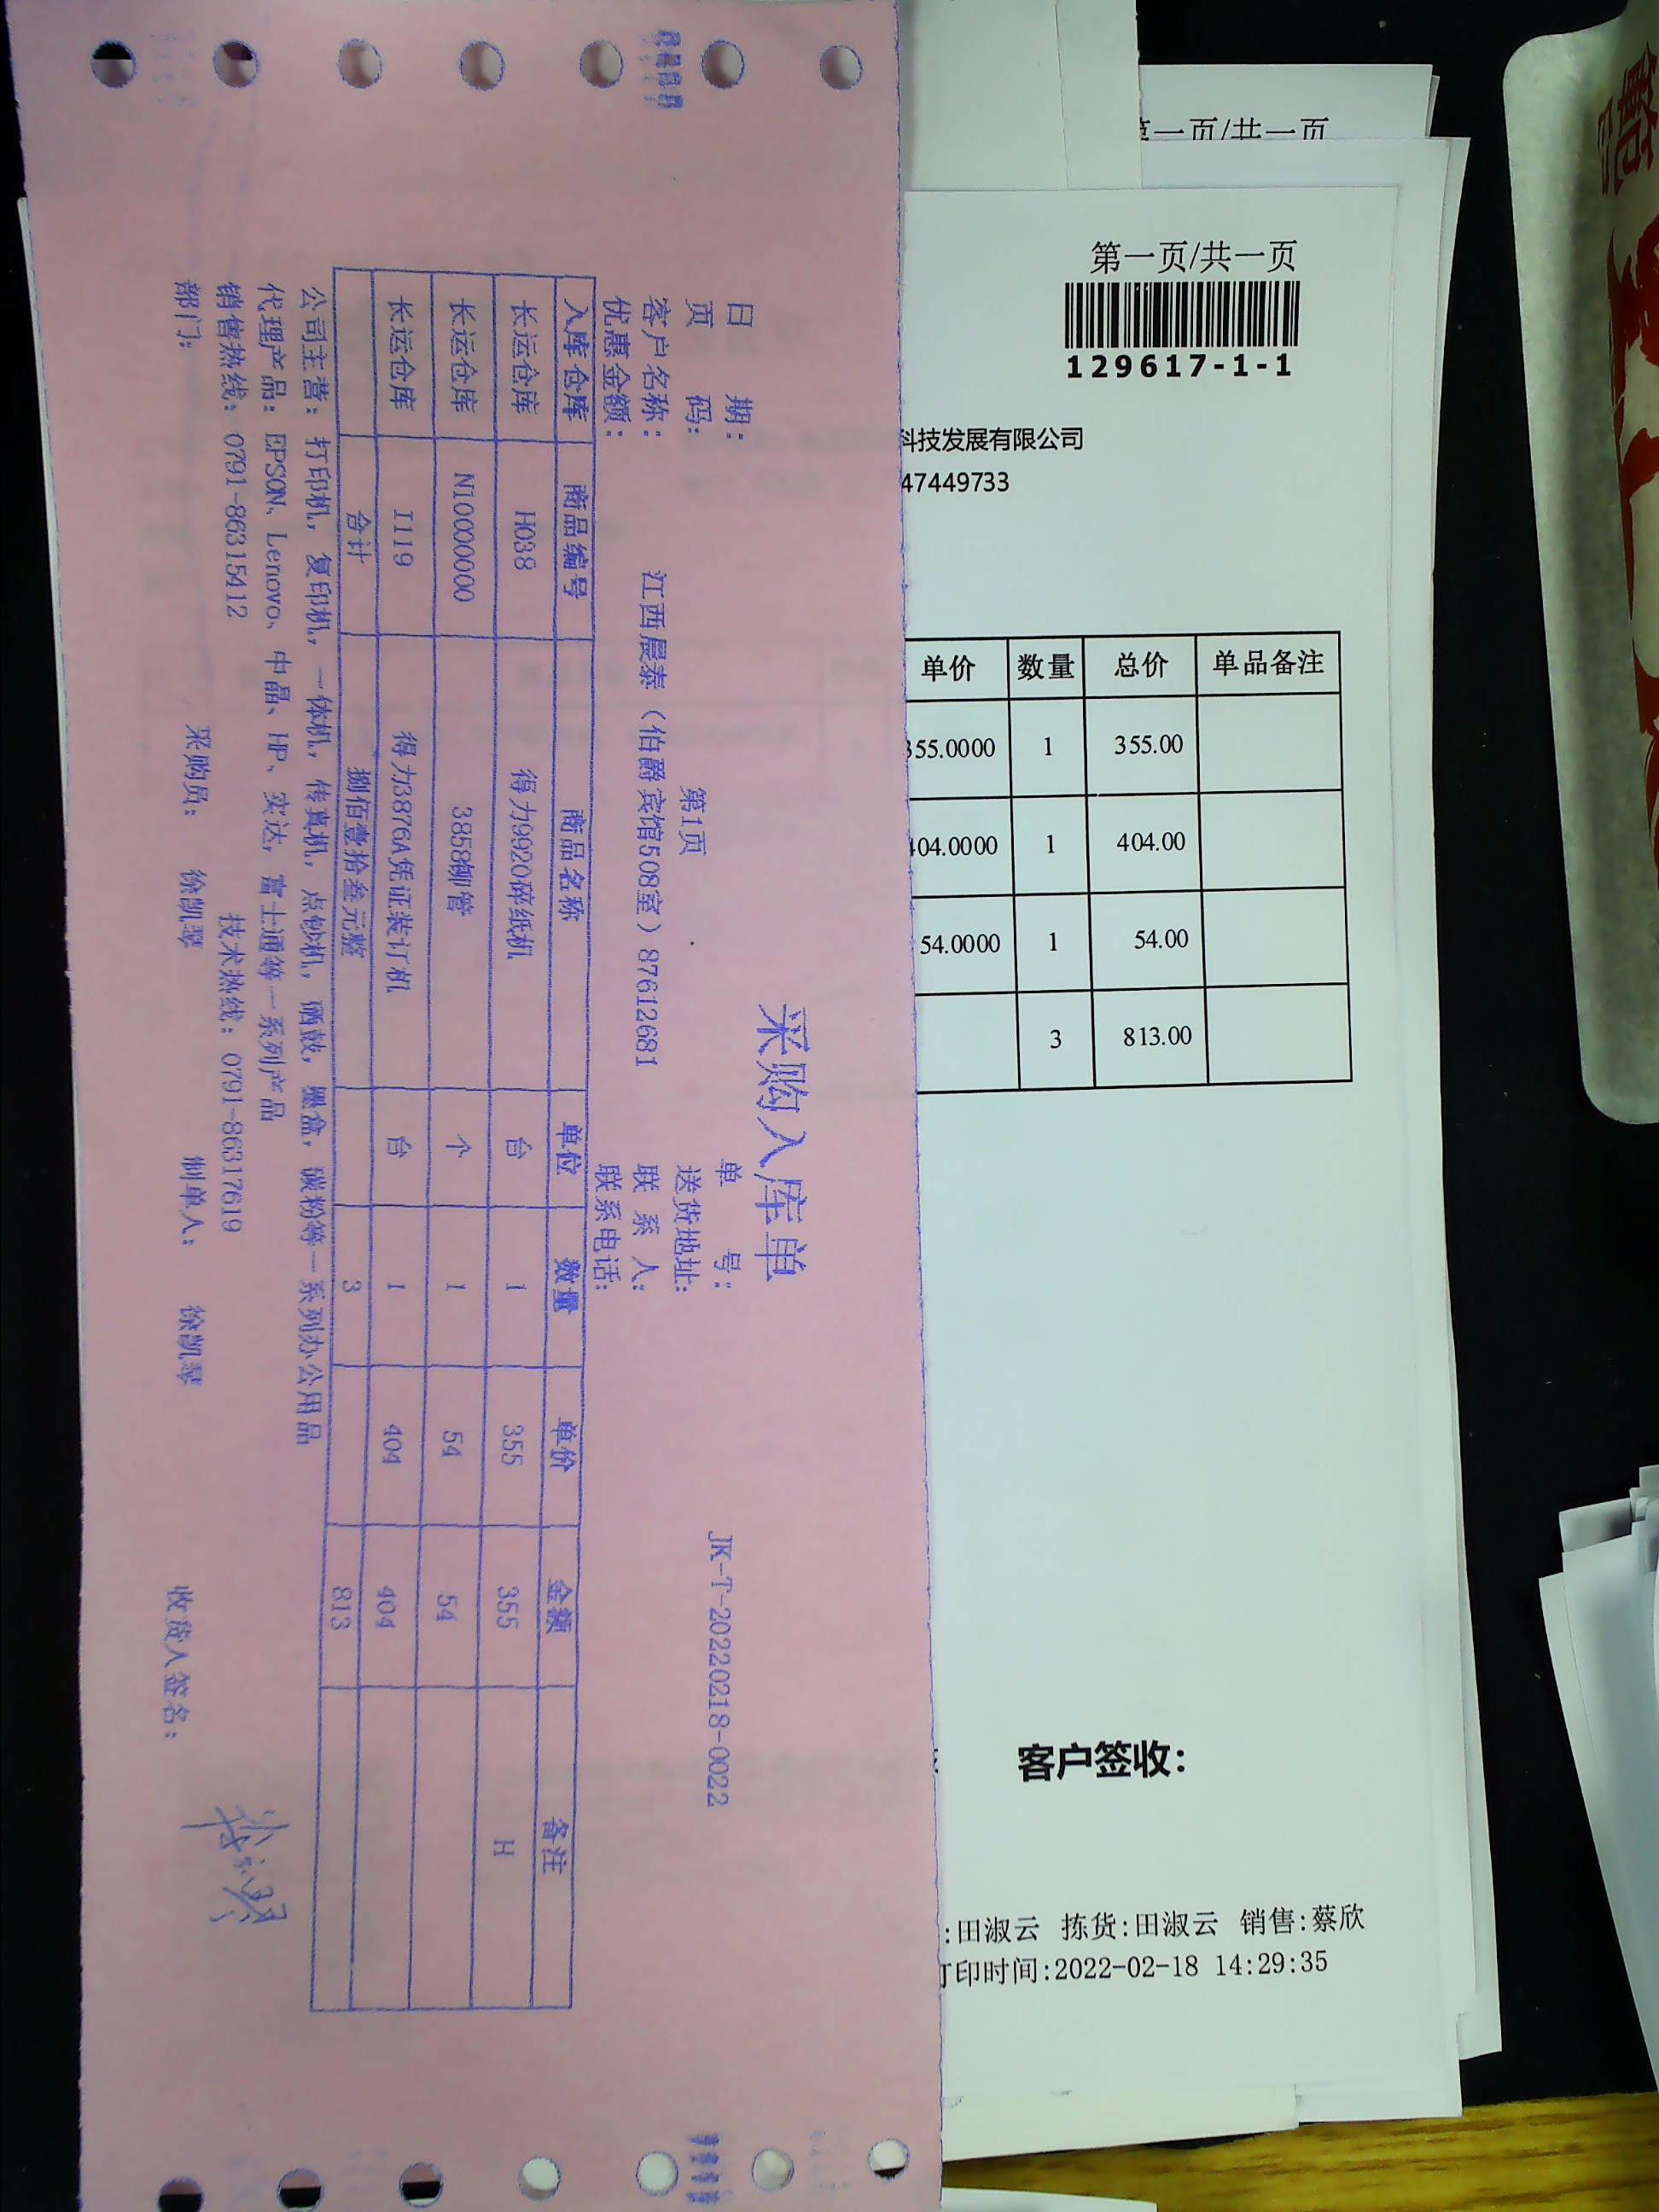 采购入库单
日 期:
单 号: JK-T-20220218-0022
页 码: 第1页
送货地址:
客户名称: 江西晨泰(伯爵宾馆508室)87612681
联 系 人:
优惠金额:
联系电话:
入库仓库 商品编号 商品名称 单位 数量 单价 金额 备注
长运仓库 H038 得力9920碎纸机 台 1 355 355 H
长运仓库 N1000000 3858铆管 个 1 54 54
长运仓库 I119 得力3876A凭证装订机 台 1 404 404
合计 捌佰壹拾叁元整 3 813
公司主营: 打印机, 复印机, 一体机, 传真机, 点钞机, 硒鼓, 墨盒, 碳粉等一系列办公用品
代理产品: EPSON、Lenovo、中晶、HP、实达, 富士通等一系列产品
销售热线: 0791-86315412 技术热线: 0791-86317619
部门: 采购员: 徐凯琴 制单人: 徐凯琴 收货人签名:
第一页/共一页
第一页/共一页
129617-1-1
科技发展有限公司
47449733
单价 数量 总价 单品备注
355.0000 1 355.00
404.0000 1 404.00
54.0000 1 54.00
3 813.00
客户签收:
:田淑云 拣货:田淑云 销售:蔡欣
打印时间:2022-02-18 14:29:35